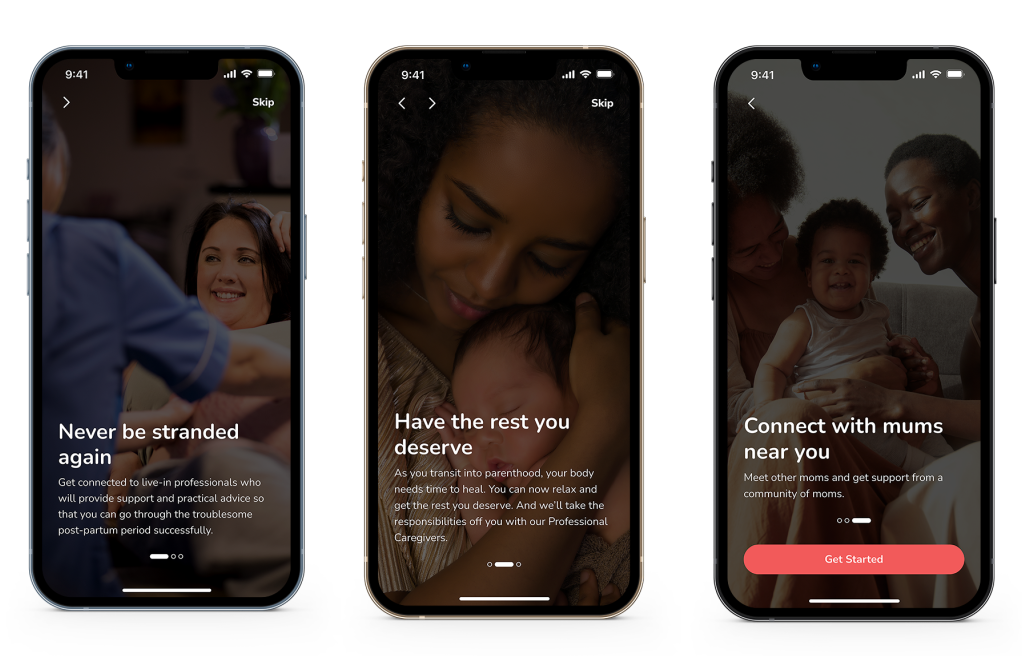 9:41
Skip
Never be stranded
again
Get connected to live-in professionals who
will provide support and practical advice so
that you can go through the troublesome
post-partum period successfully.
9:41
Skip
Have the rest you
deserve
As you transit into parenthood, your body
needs time to heal. You can now relax and
get the rest you deserve. And we'll take the
responsibilities off you with our Professional
Caregivers.
9:41
Connect with mums
near you
Meet other moms and get support from a
community of moms.
Get Started